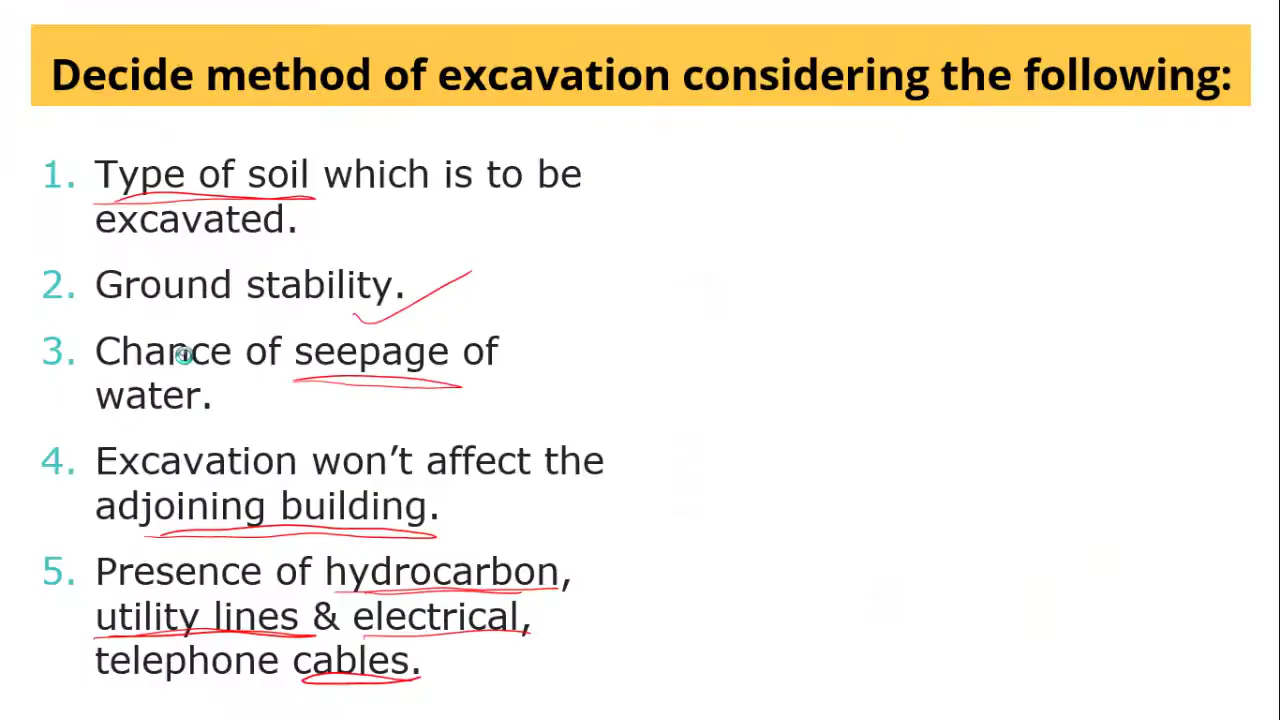 Decide method of excavation considering the following:
1. Type of soil which is to be
excavated.
2. Ground stability.
3. Chance of seepage of
water.
4. Excavation won’t affect the
adjoining building.
5. Presence of hydrocarbon,
utility lines & electrical,
telephone cables.